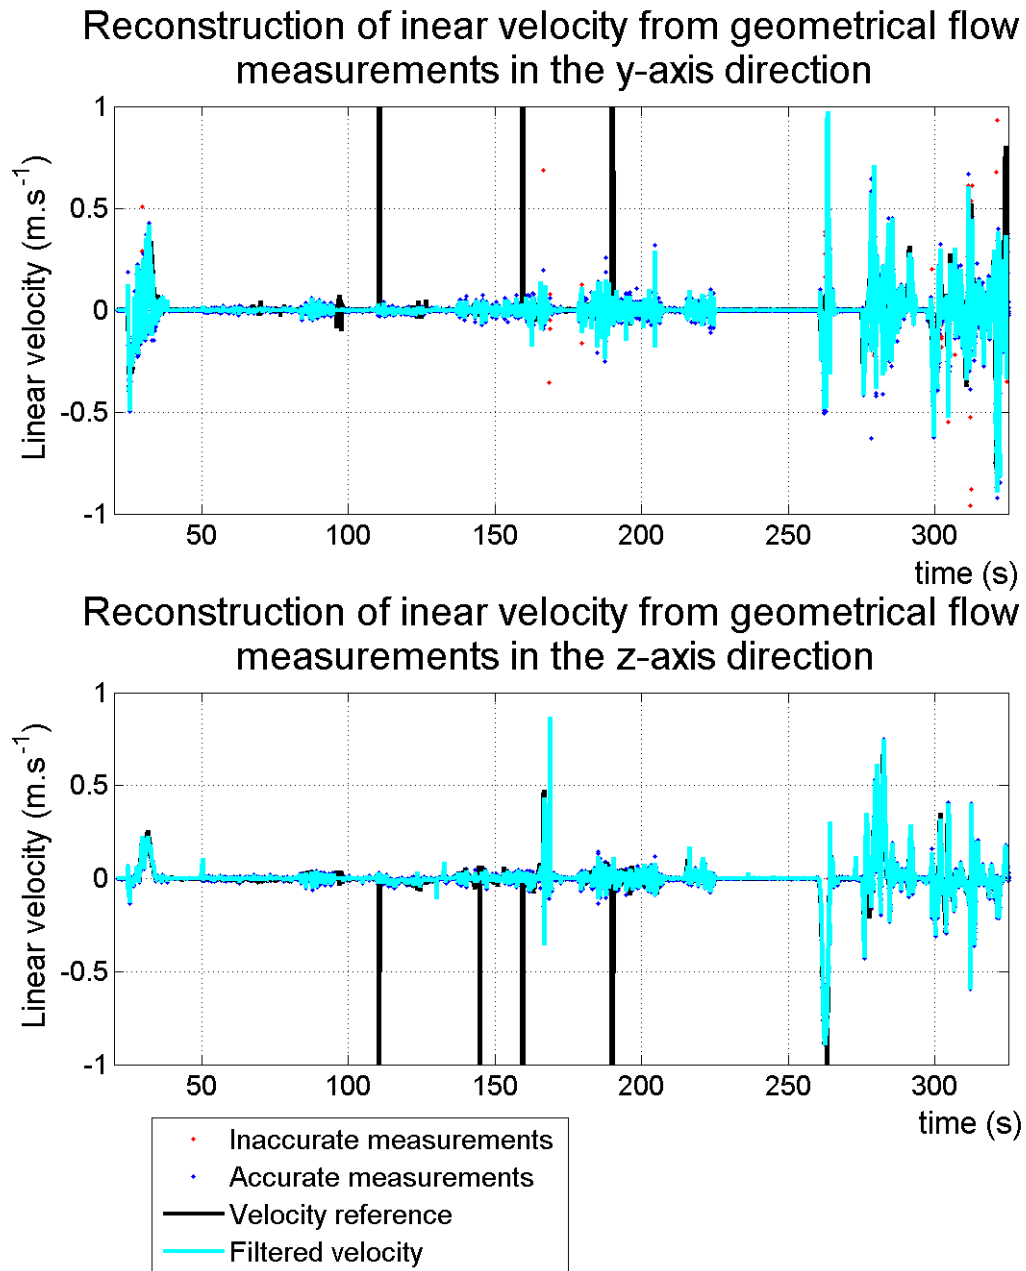 Reconstruction of inear velocity from geometrical flow
measurements in the y-axis direction
Linear velocity (m.s⁻¹)
1
0.5
0
-0.5
-1
50 100 150 200 250 300
time (s)
Reconstruction of inear velocity from geometrical flow
measurements in the z-axis direction
Linear velocity (m.s⁻¹)
1
0.5
0
-0.5
-1
50 100 150 200 250 300
time (s)
Inaccurate measurements
Accurate measurements
Velocity reference
Filtered velocity